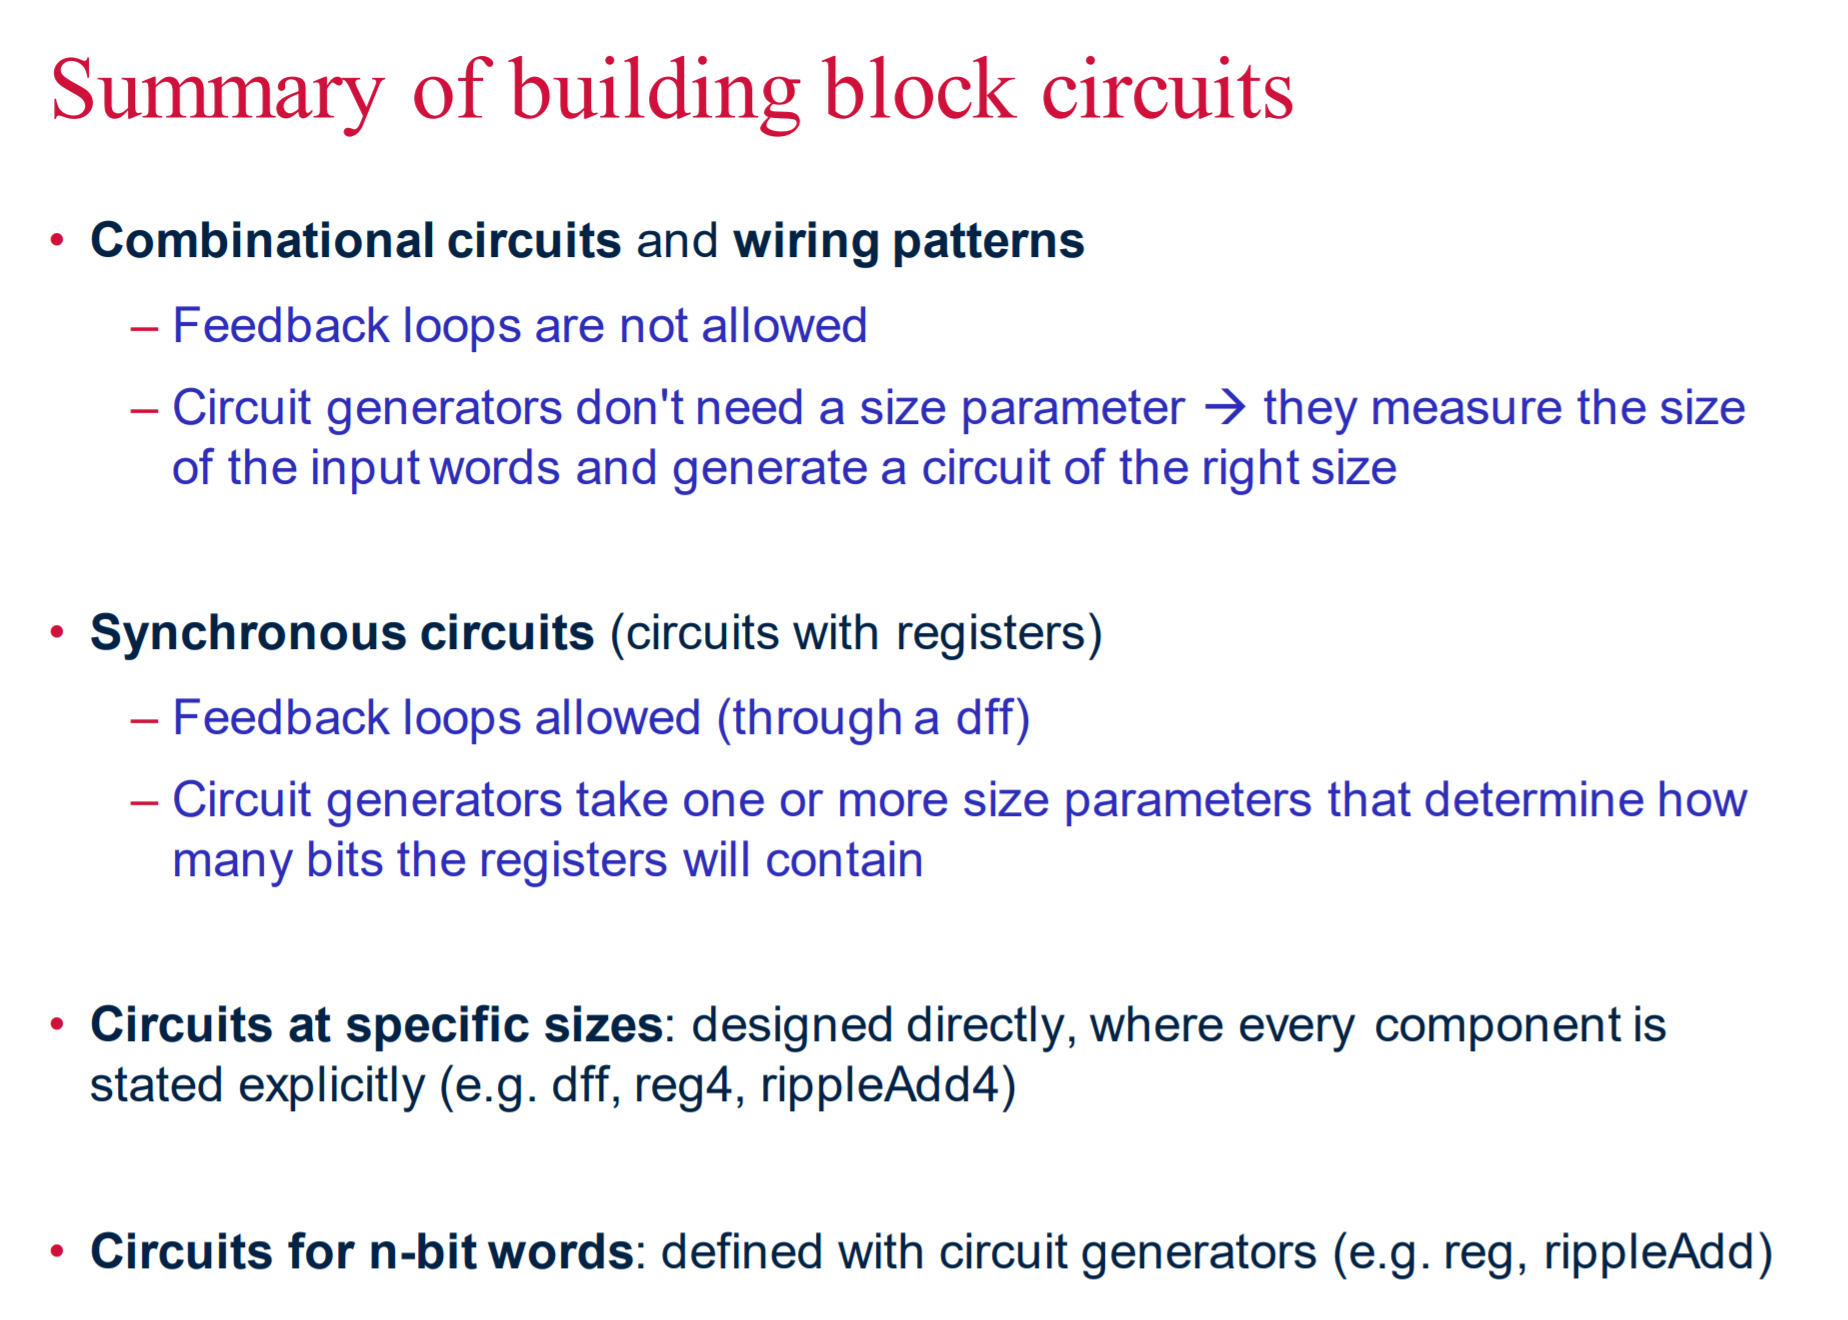 Summary of building block circuits
• Combinational circuits and wiring patterns
– Feedback loops are not allowed
– Circuit generators don't need a size parameter → they measure the size
of the input words and generate a circuit of the right size
• Synchronous circuits (circuits with registers)
– Feedback loops allowed (through a dff)
– Circuit generators take one or more size parameters that determine how
many bits the registers will contain
• Circuits at specific sizes: designed directly, where every component is
stated explicitly (e.g. dff, reg4, rippleAdd4)
• Circuits for n-bit words: defined with circuit generators (e.g. reg, rippleAdd)